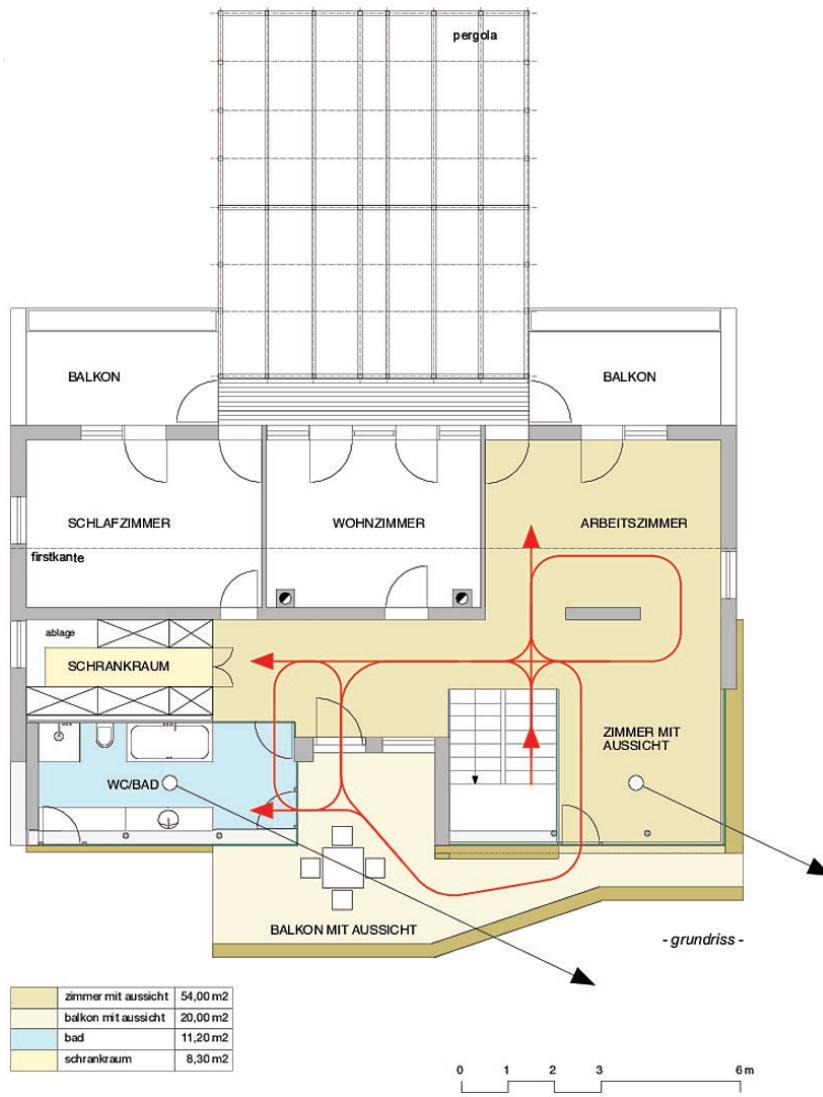 pergola
BALKON
BALKON
SCHLAFZIMMER
WOHNZIMMER
ARBEITSZIMMER
firstkante
ablage
SCHRANKRAUM
ZIMMER MIT
AUSSICHT
WC/BAD
BALKON MIT AUSSICHT
- grundriss -
zimmer mit aussicht 54,00 m2
balkon mit aussicht 20,00 m2
bad 11,20 m2
schrankraum 8,30 m2
0 1 2 3 6 m